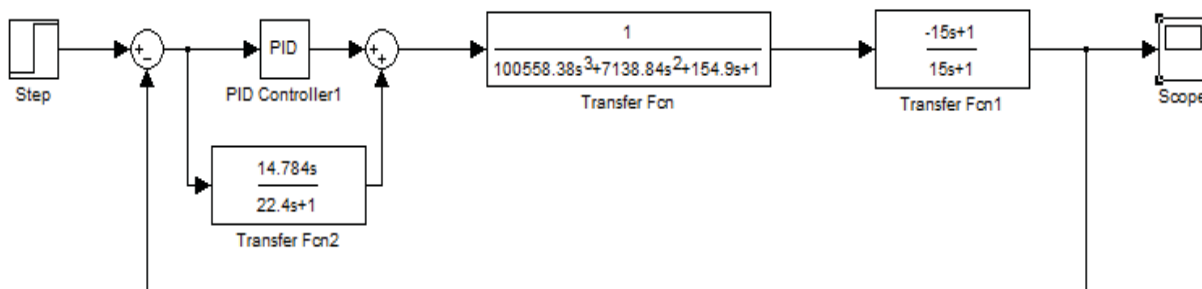 Step
+
−
PID
PID Controller1
+
+
14.784s
22.4s+1
Transfer Fcn2
1
100558.38s³+7138.84s²+154.9s+1
Transfer Fcn
-15s+1
15s+1
Transfer Fcn1
Scope